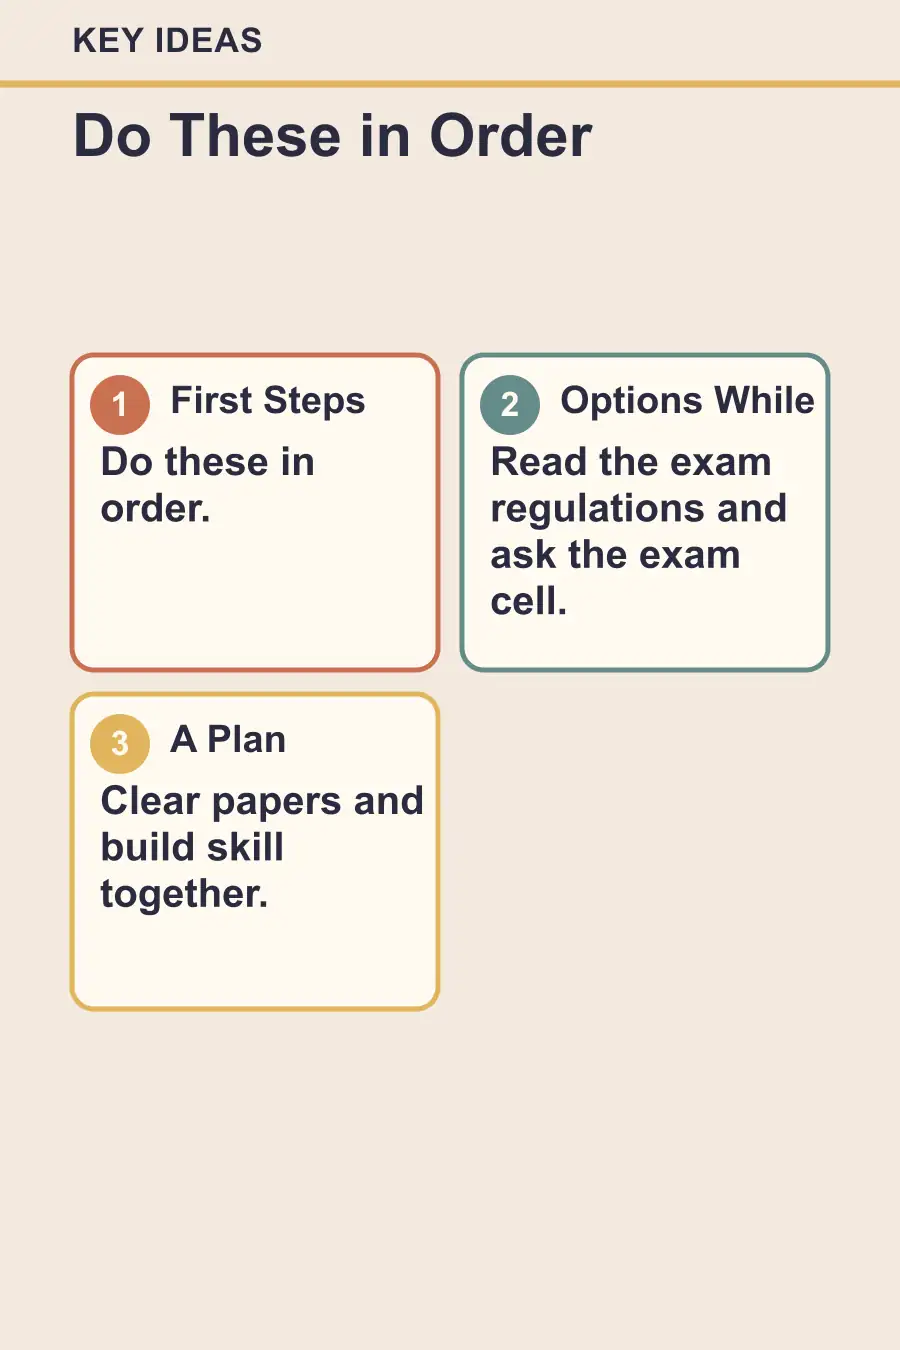 KEY IDEAS
Do These in Order
1 First Steps
Do these in
order.
2 Options While
Read the exam
regulations and
ask the exam
cell.
3 A Plan
Clear papers and
build skill
together.